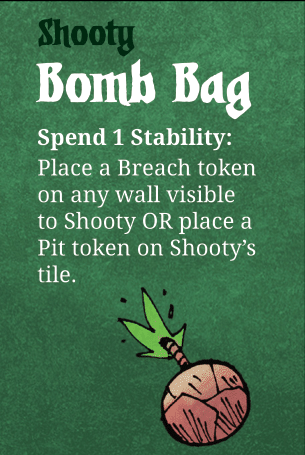 Shooty
Bomb Bag
Spend 1 Stability:
Place a Breach token
on any wall visible
to Shooty OR place a
Pit token on Shooty’s
tile.